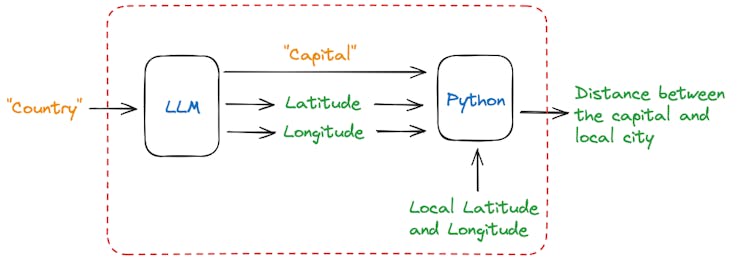 "Capital"
"Country"
LLM
Latitude
Longitude
Python
Distance between
the capital and
local city
Local Latitude
and Longitude